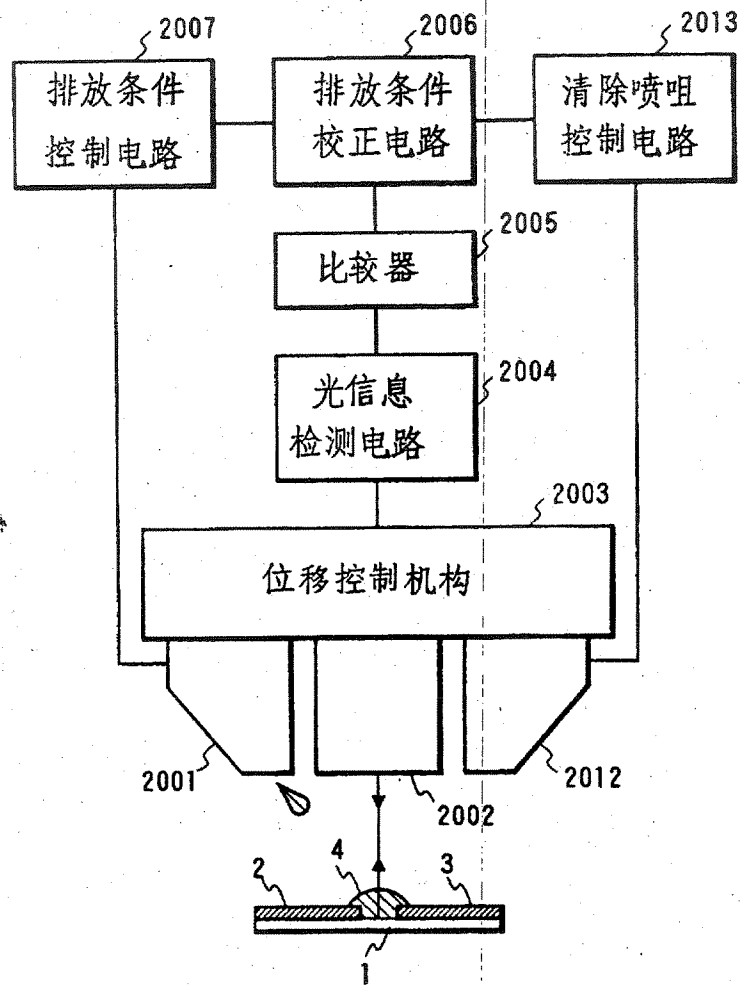 2007
2006
2013
排放条件
控制电路
排放条件
校正电路
清除喷咀
控制电路
2005
比较器
2004
光信息
检测电路
2003
位移控制机构
2001
2002
2012
2
4
3
1